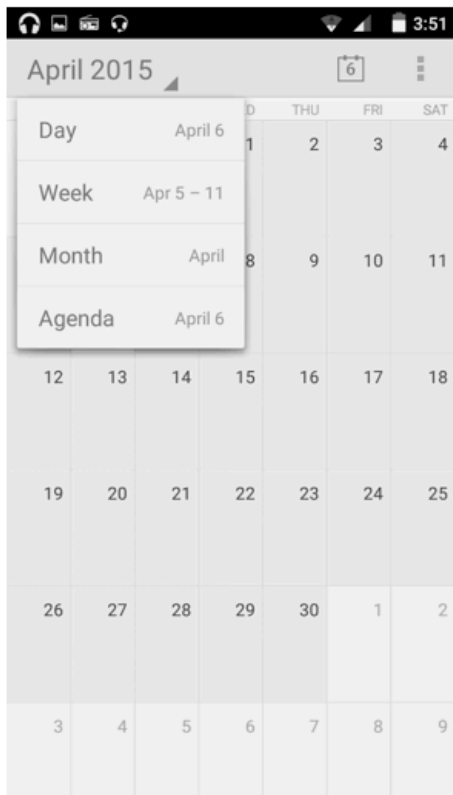 3:51
April 2015 6
D THU FRI SAT
Day April 6 1 2 3 4
Week Apr 5 – 11
Month April 8 9 10 11
Agenda April 6
12 13 14 15 16 17 18
19 20 21 22 23 24 25
26 27 28 29 30 1 2
3 4 5 6 7 8 9